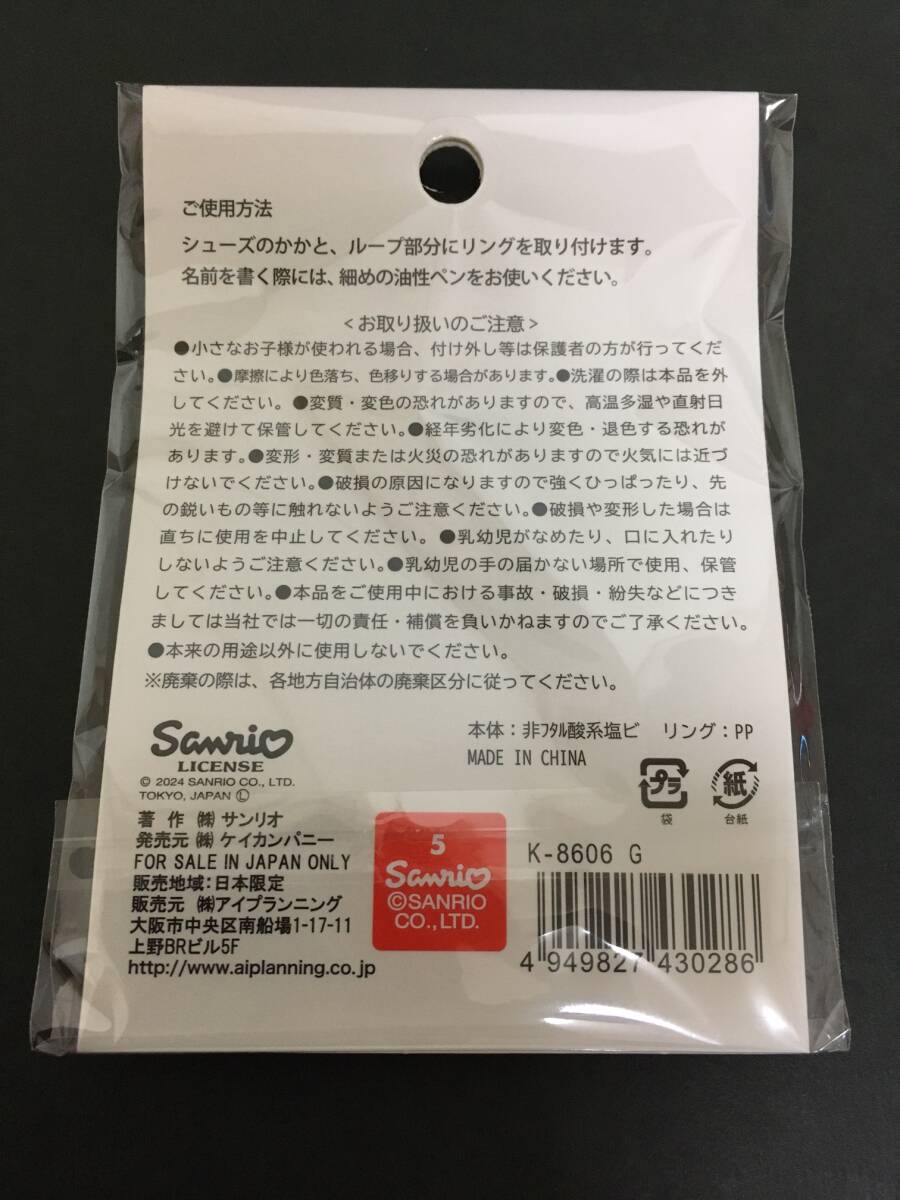 ご使用方法
シューズのかかと、ループ部分にリングを取り付けます。
名前を書く際には、細めの油性ペンをお使いください。
<お取り扱いのご注意>
●小さなお子様が使われる場合、付け外し等は保護者の方が行ってくだ
さい。●摩擦により色落ち、色移りする場合があります。●洗濯の際は本品を外
してください。●変質・変色の恐れがありますので、高温多湿や直射日
光を避けて保管してください。●経年劣化により変色・退色する恐れが
あります。●変形・変質または火災の恐れがありますので火気には近づ
けないでください。●破損の原因になりますので強くひっぱったり、先
の鋭いもの等に触れないようご注意ください。●破損や変形した場合は
直ちに使用を中止してください。●乳幼児がなめたり、口に入れたり
しないようご注意ください。●乳幼児の手の届かない場所で使用、保管
してください。●本品をご使用中における事故・破損・紛失などにつき
ましては当社では一切の責任・補償を負いかねますのでご了承ください。
●本来の用途以外に使用しないでください。
※廃棄の際は、各地方自治体の廃棄区分に従ってください。
本体：非フタル酸系塩ビ リング：PP
MADE IN CHINA
Sanrio
LICENSE
© 2024 SANRIO CO., LTD.
TOKYO, JAPAN Ⓛ
プラ
袋
紙
台紙
著 作 ㈱ サンリオ
発売元 ㈱ ケイカンパニー
FOR SALE IN JAPAN ONLY
販売地域：日本限定
販売元 ㈱アイプランニング
大阪市中央区南船場1-17-11
上野BRビル5F
http://www.aiplanning.co.jp
5
Sanrio
©SANRIO
CO., LTD.
K-8606 G
4 949827 430286